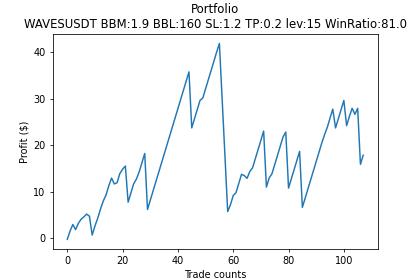 Portfolio
WAVESUSDT BBM:1.9 BBL:160 SL:1.2 TP:0.2 lev:15 WinRatio:81.0
40
30
20
10
0
Profit ($)
0 20 40 60 80 100
Trade counts